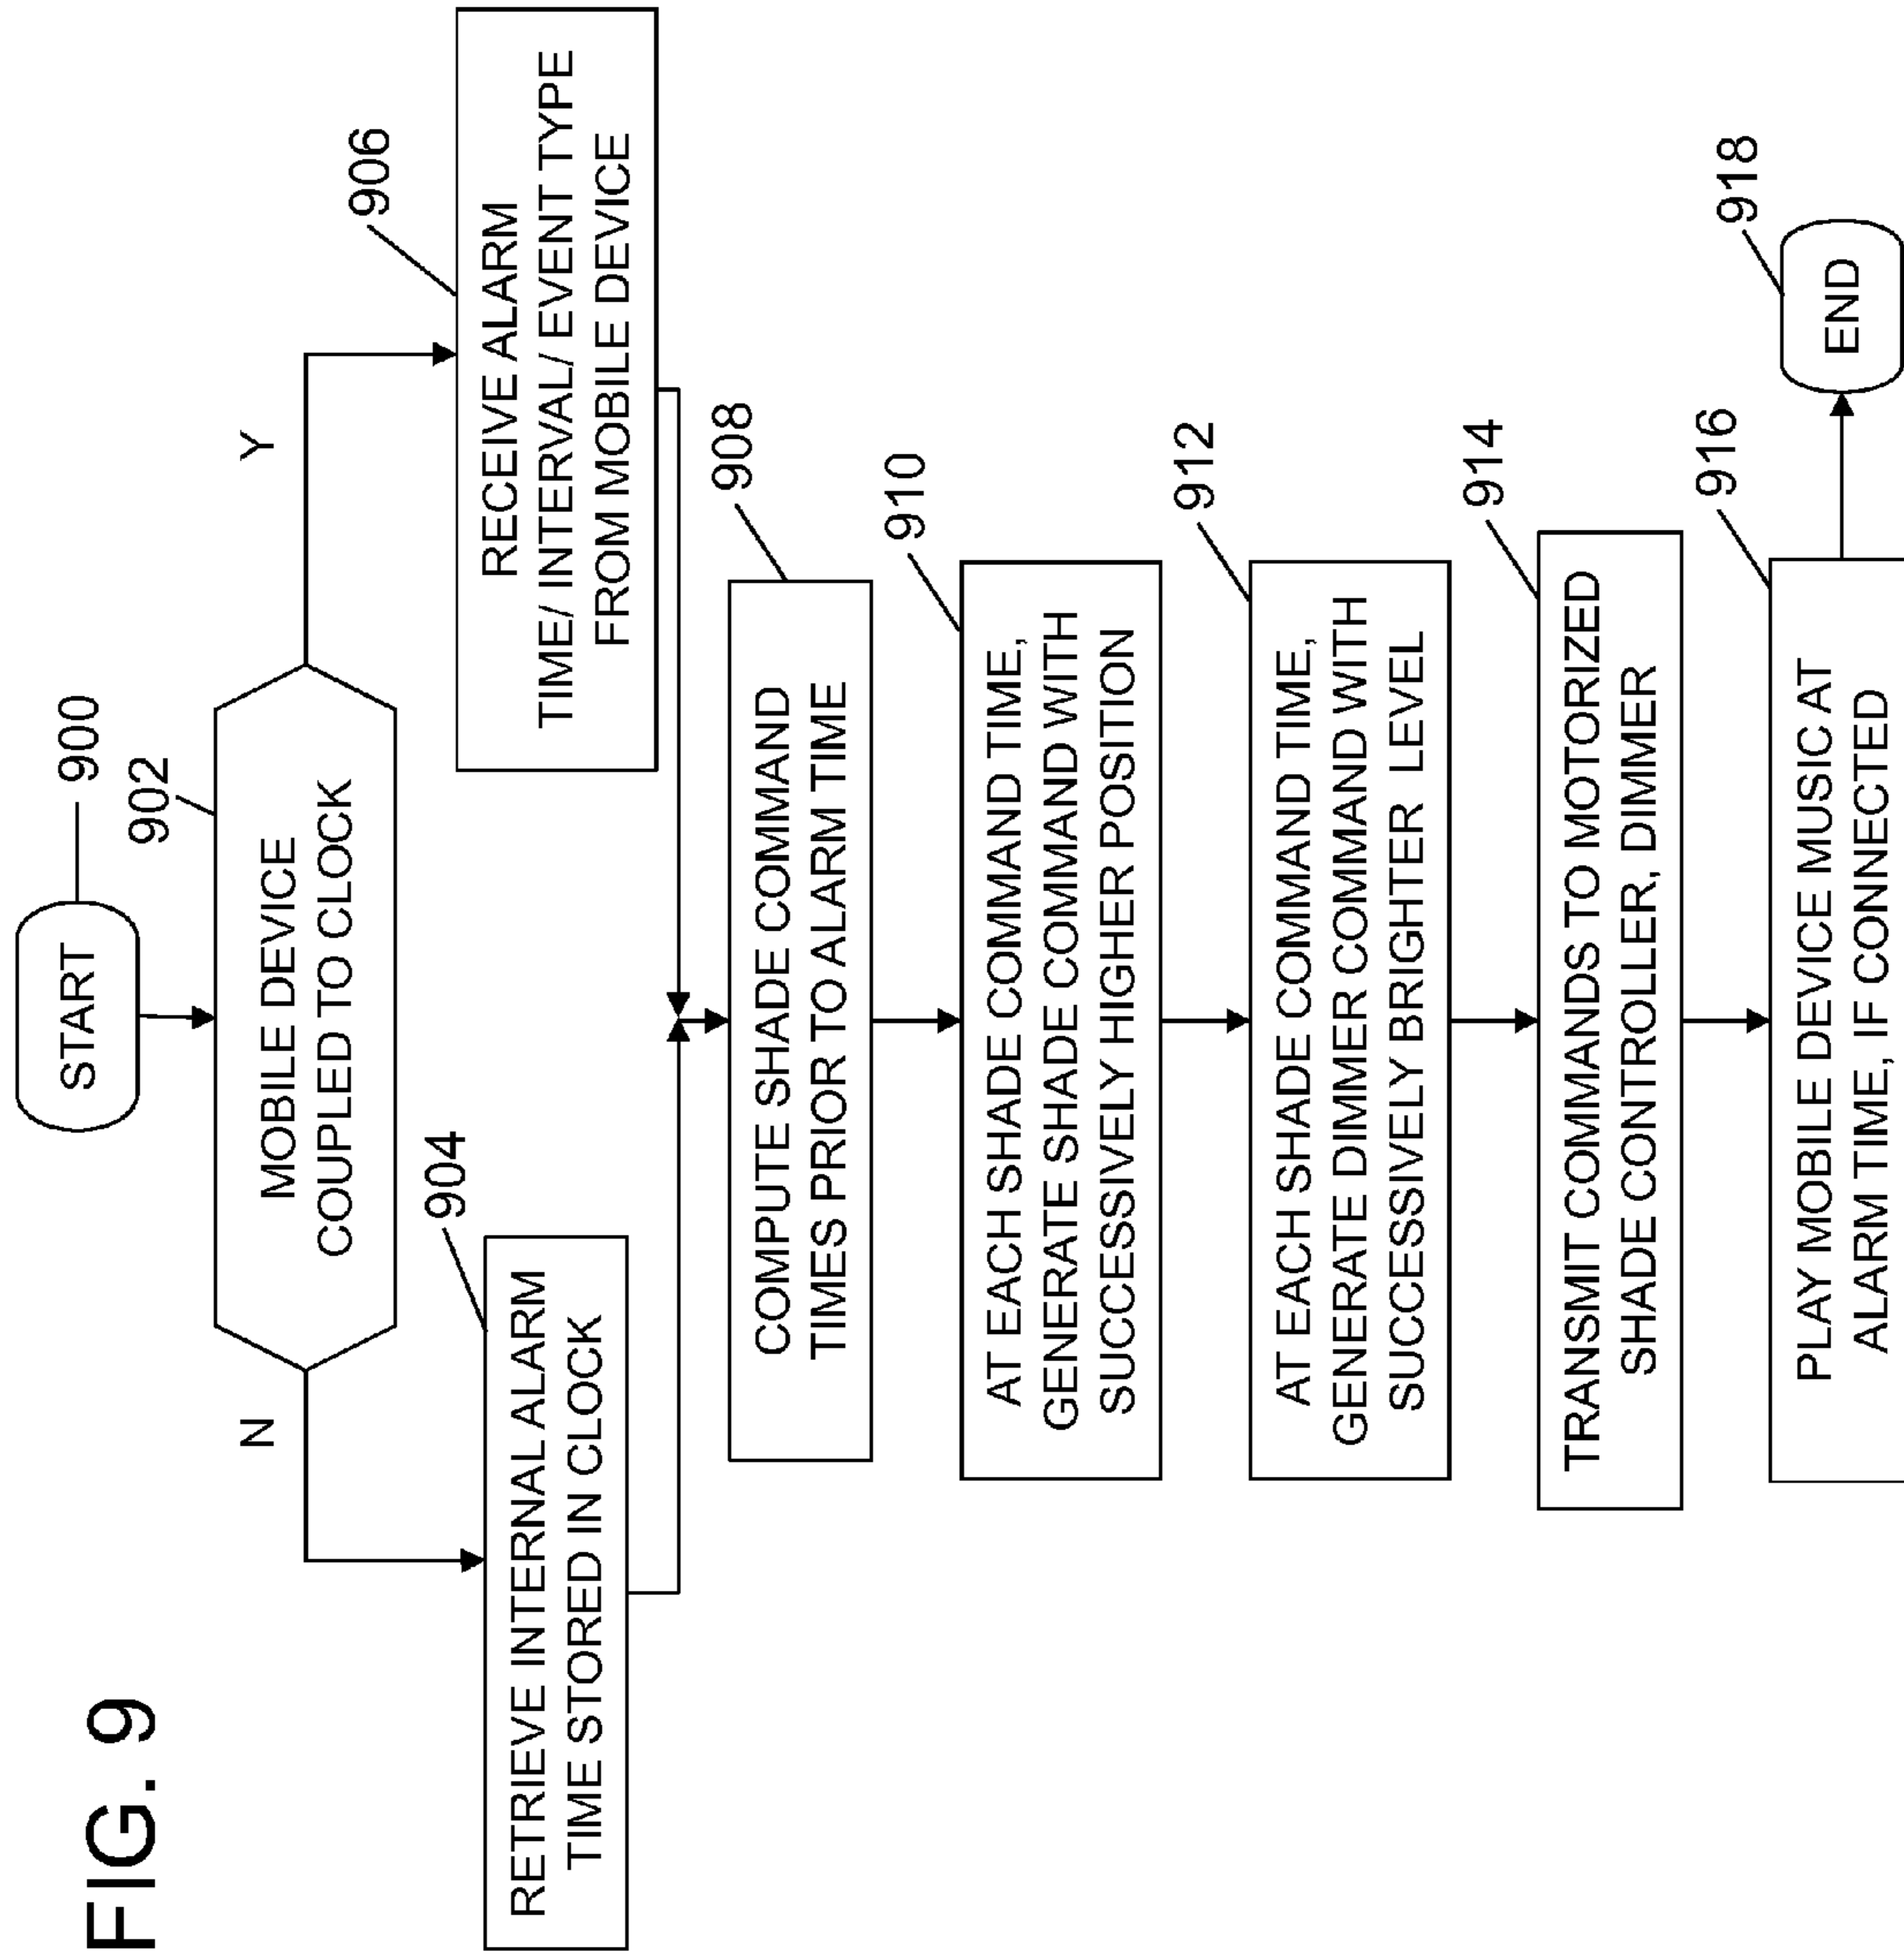 FIG. 9
START
900
902
MOBILE DEVICE
COUPLED TO CLOCK
N
Y
904
RETRIEVE INTERNAL ALARM
TIME STORED IN CLOCK
906
RECEIVE ALARM
TIME/ INTERVAL/ EVENT TYPE
FROM MOBILE DEVICE
908
COMPUTE SHADE COMMAND
TIMES PRIOR TO ALARM TIME
910
AT EACH SHADE COMMAND TIME,
GENERATE SHADE COMMAND WITH
SUCCESSIVELY HIGHER POSITION
912
AT EACH SHADE COMMAND TIME,
GENERATE DIMMER COMMAND WITH
SUCCESSIVELY BRIGHTER LEVEL
914
TRANSMIT COMMANDS TO MOTORIZED
SHADE CONTROLLER, DIMMER
916
PLAY MOBILE DEVICE MUSIC AT
ALARM TIME, IF CONNECTED
918
END